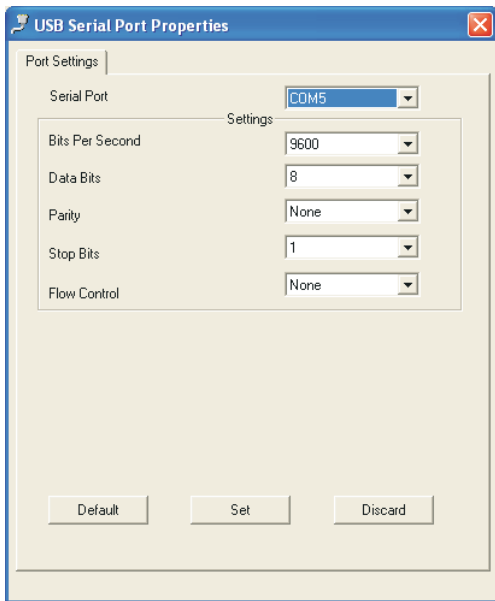 USB Serial Port Properties
Port Settings
Serial Port COM5
Settings
Bits Per Second 9600
Data Bits 8
Parity None
Stop Bits 1
Flow Control None
Default Set Discard